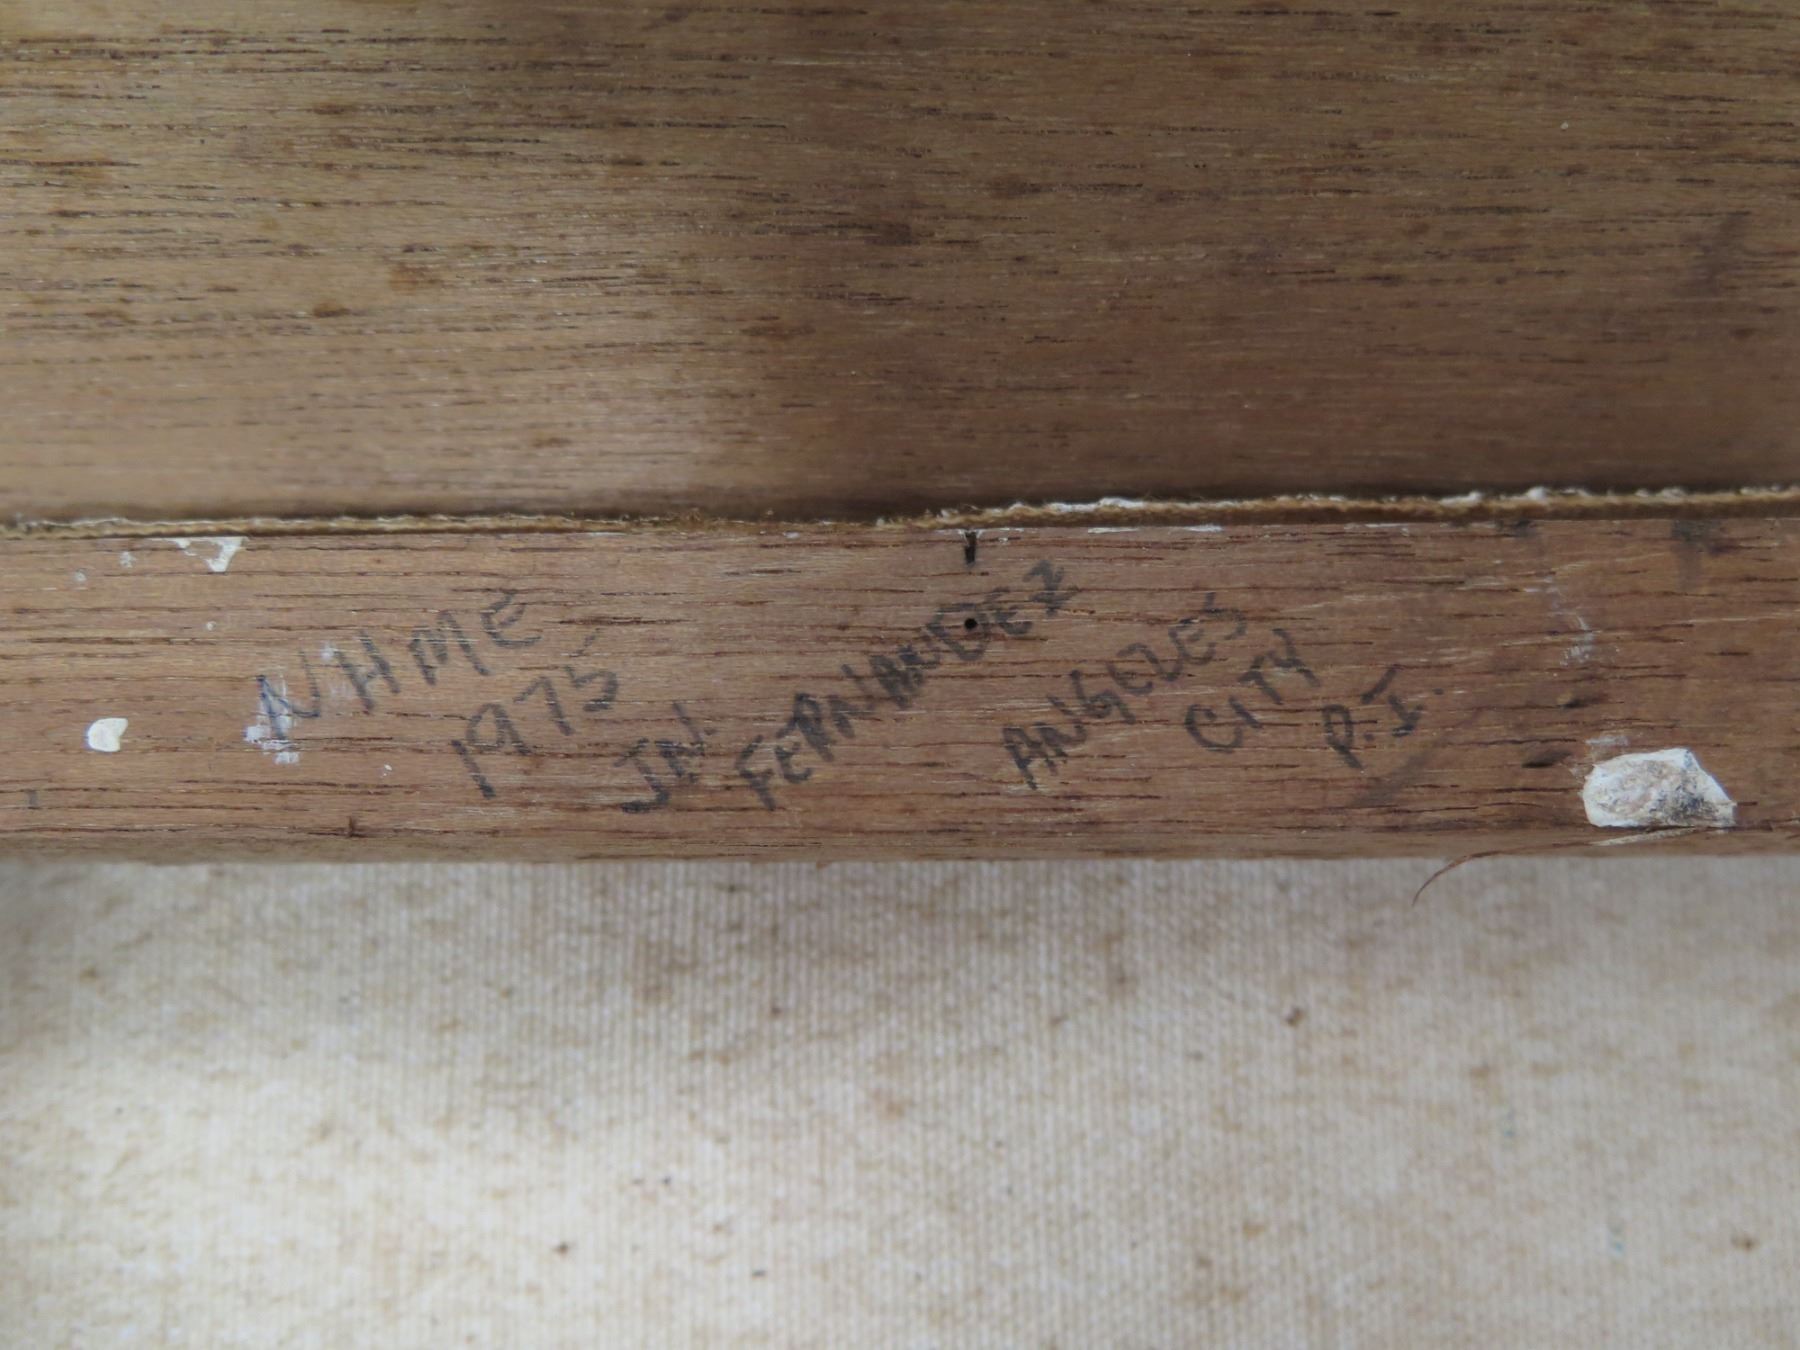 NHME
1975
JN.
FERNANDEZ
ANGELES
CITY
P.I.